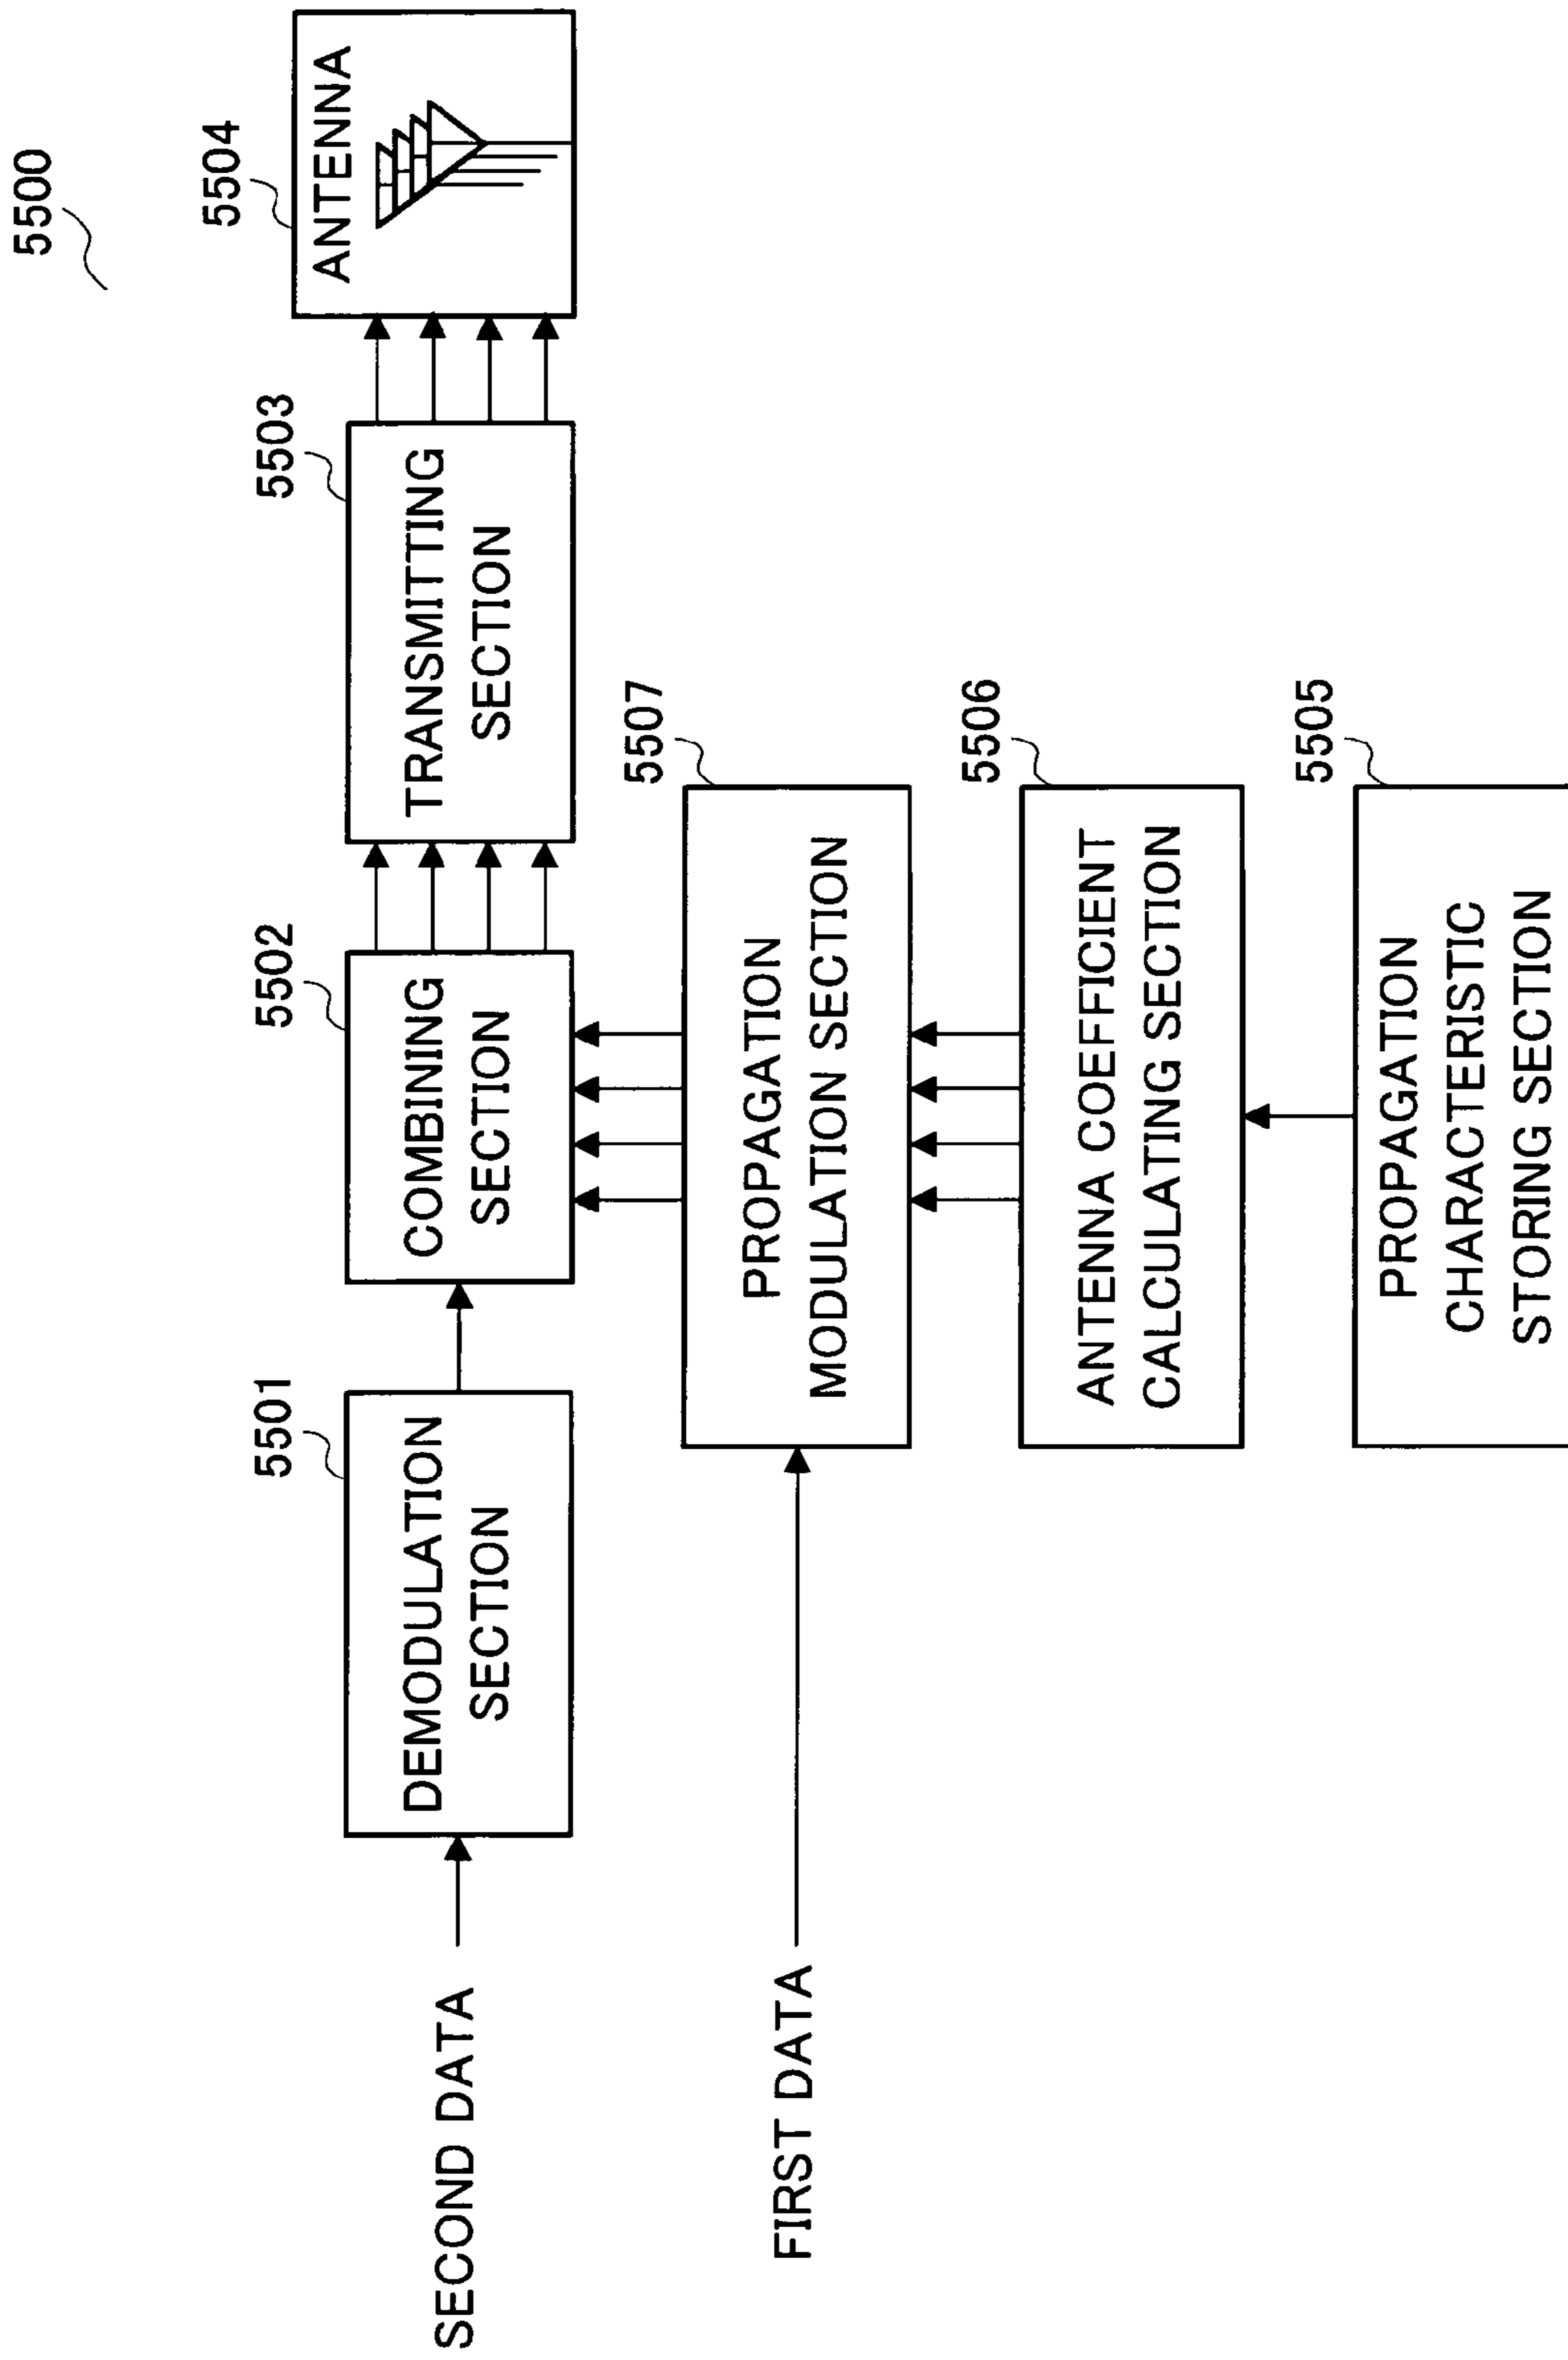 5500
SECOND DATA
5501
DEMODULATION
SECTION
5502
COMBINING
SECTION
5503
TRANSMITTING
SECTION
5504
ANTENNA
FIRST DATA
5507
PROPAGATION
MODULATION SECTION
5506
ANTENNA COEFFICIENT
CALCULATING SECTION
5505
PROPAGATION
CHARACTERISTIC
STORING SECTION